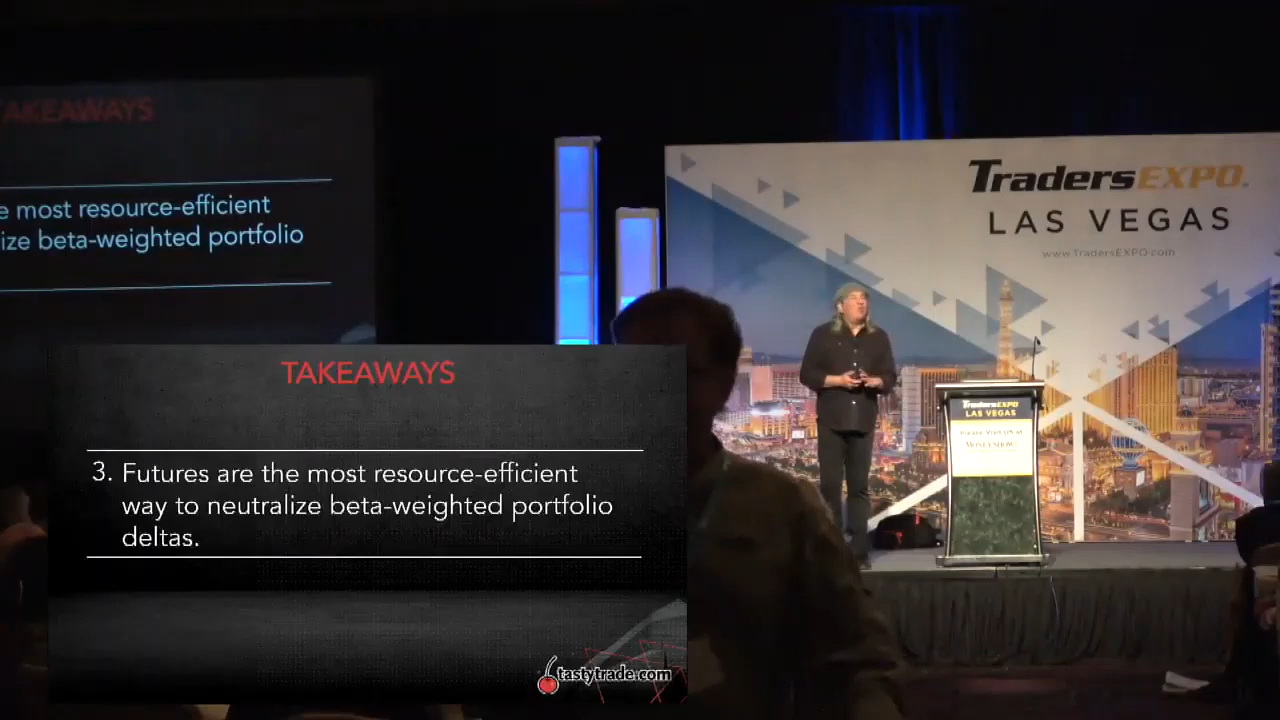 TAKEAWAYS
e most resource-efficient
ize beta-weighted portfolio
TradersEXPO
LAS VEGAS
www.TradersEXPO.com
TAKEAWAYS
3. Futures are the most resource-efficient
way to neutralize beta-weighted portfolio
deltas.
tastytrade.com
TradersEXPO
LAS VEGAS